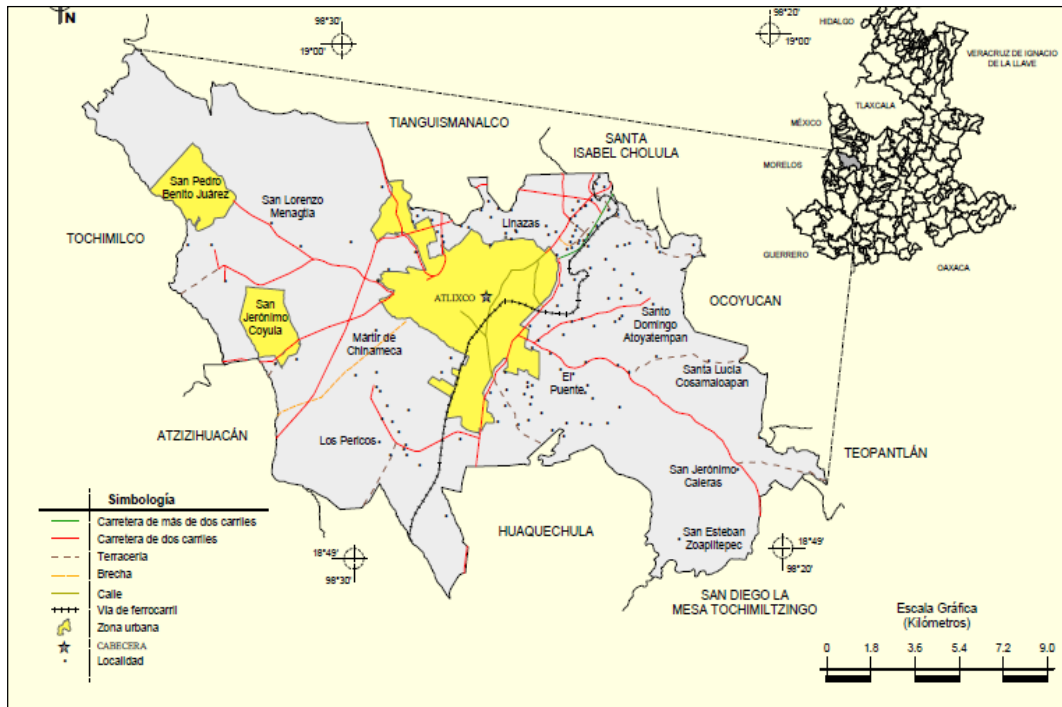 N
98°30'
19°00'
98°20'
19°00'
HIDALGO
VERACRUZ DE IGNACIO
DE LA LLAVE
TLAXCALA
MÉXICO
MORELOS
GUERRERO
OAXACA
TIANGUISMANALCO
SANTA
ISABEL CHOLULA
San Pedro
Benito Juárez
San Lorenzo
Menagtla
Linazas
TOCHIMILCO
ATLIXCO
OCOYUCAN
San
Jerónimo
Coyula
Mártir de
Chinameca
Santo
Domingo
Atoyatempan
El
Puente
Santa Lucía
Cosamaloapan
ATZIZIHUACÁN
Los Pericos
TEOPANTLÁN
San Jerónimo
Caleras
HUAQUECHULA
San Esteban
Zoapiltepec
18°49'
98°30'
18°49'
98°20'
SAN DIEGO LA
MESA TOCHIMILTZINGO
Simbología
Carretera de más de dos carriles
Carretera de dos carriles
Terracería
Brecha
Calle
Vía de ferrocarril
Zona urbana
CABECERA
Localidad
Escala Gráfica
(Kilómetros)
0 1.8 3.6 5.4 7.2 9.0